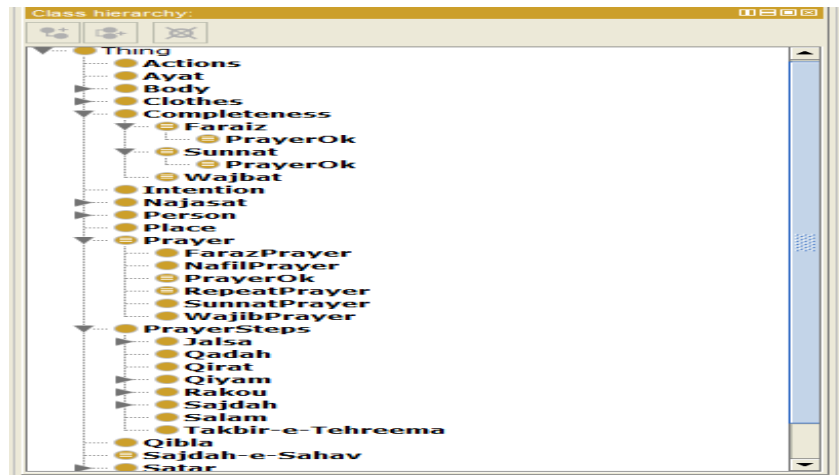 Class hierarchy:
Thing
Actions
Ayat
Body
Clothes
Completeness
Faraiz
PrayerOk
Sunnat
PrayerOk
Wajbat
Intention
Najasat
Person
Place
Prayer
FarazPrayer
NafilPrayer
PrayerOk
RepeatPrayer
SunnatPrayer
WajibPrayer
PrayerSteps
Jalsa
Qadah
Qirat
Qiyam
Rakou
Sajdah
Salam
Takbir-e-Tehreema
Qibla
Sajdah-e-Sahav
Satar